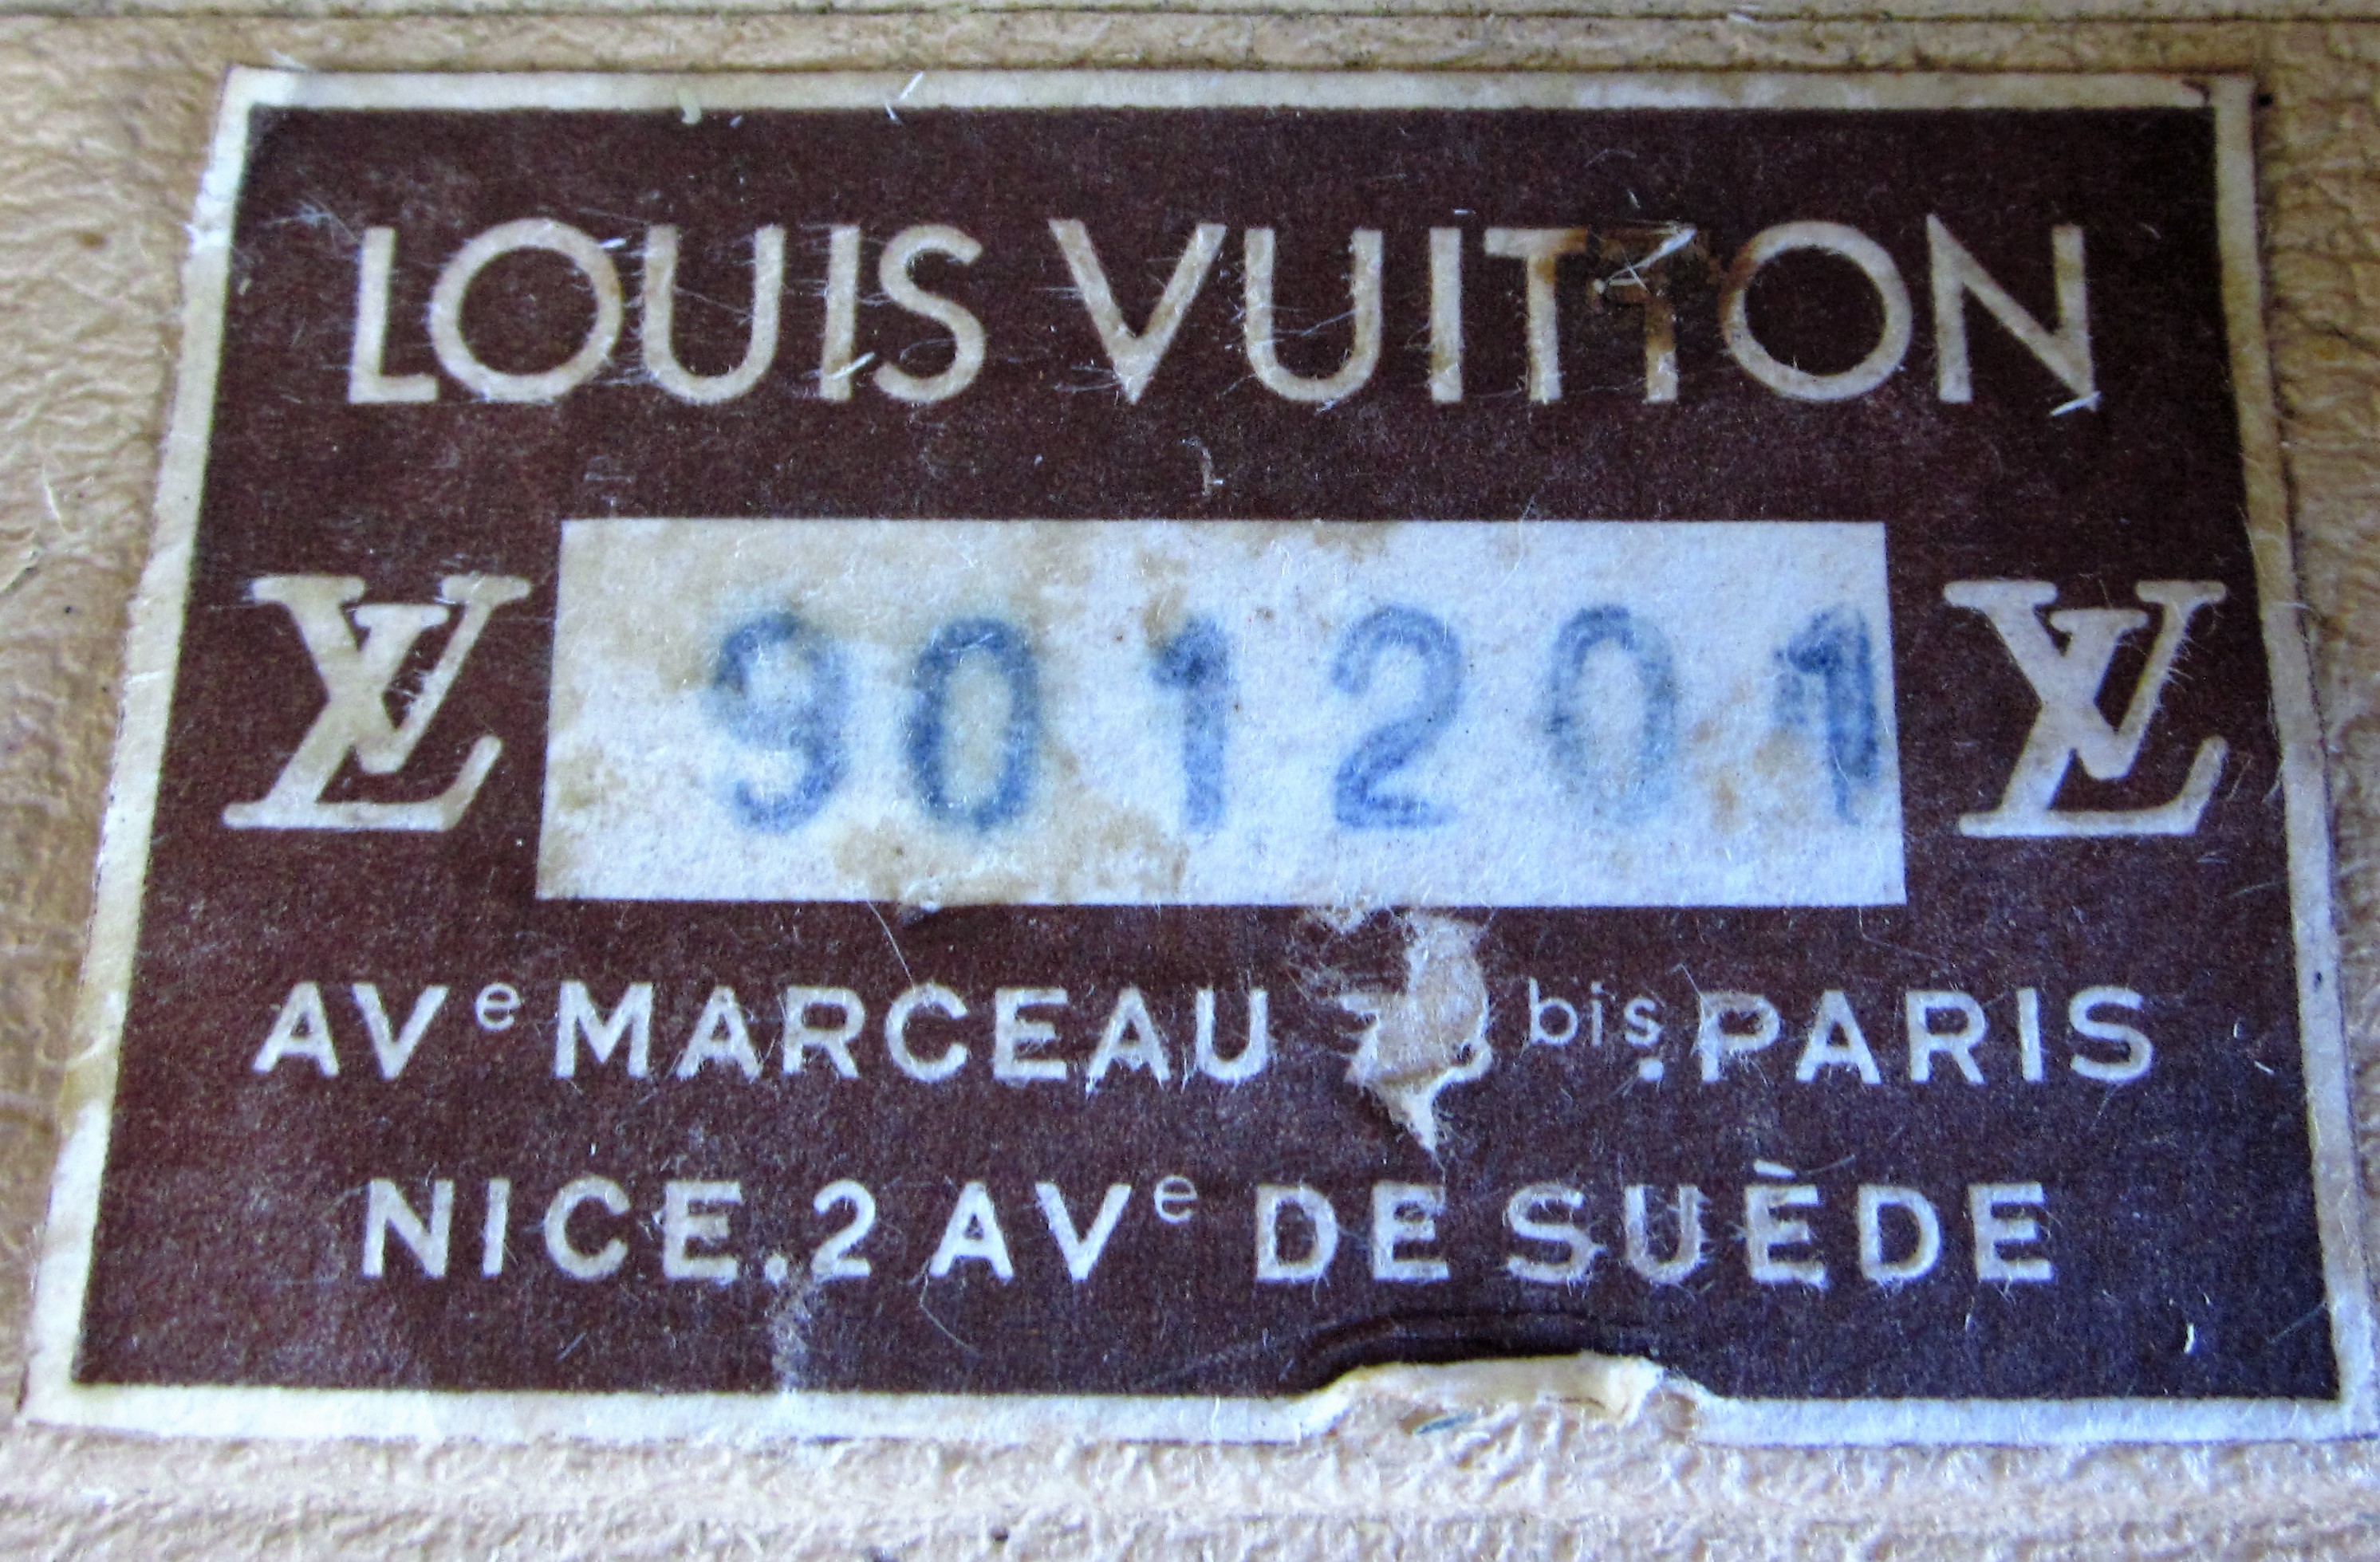 LOUIS VUITTON
LV 901201 LV
AVe MARCEAU bis. PARIS
NICE.2 AVe DE SUÈDE